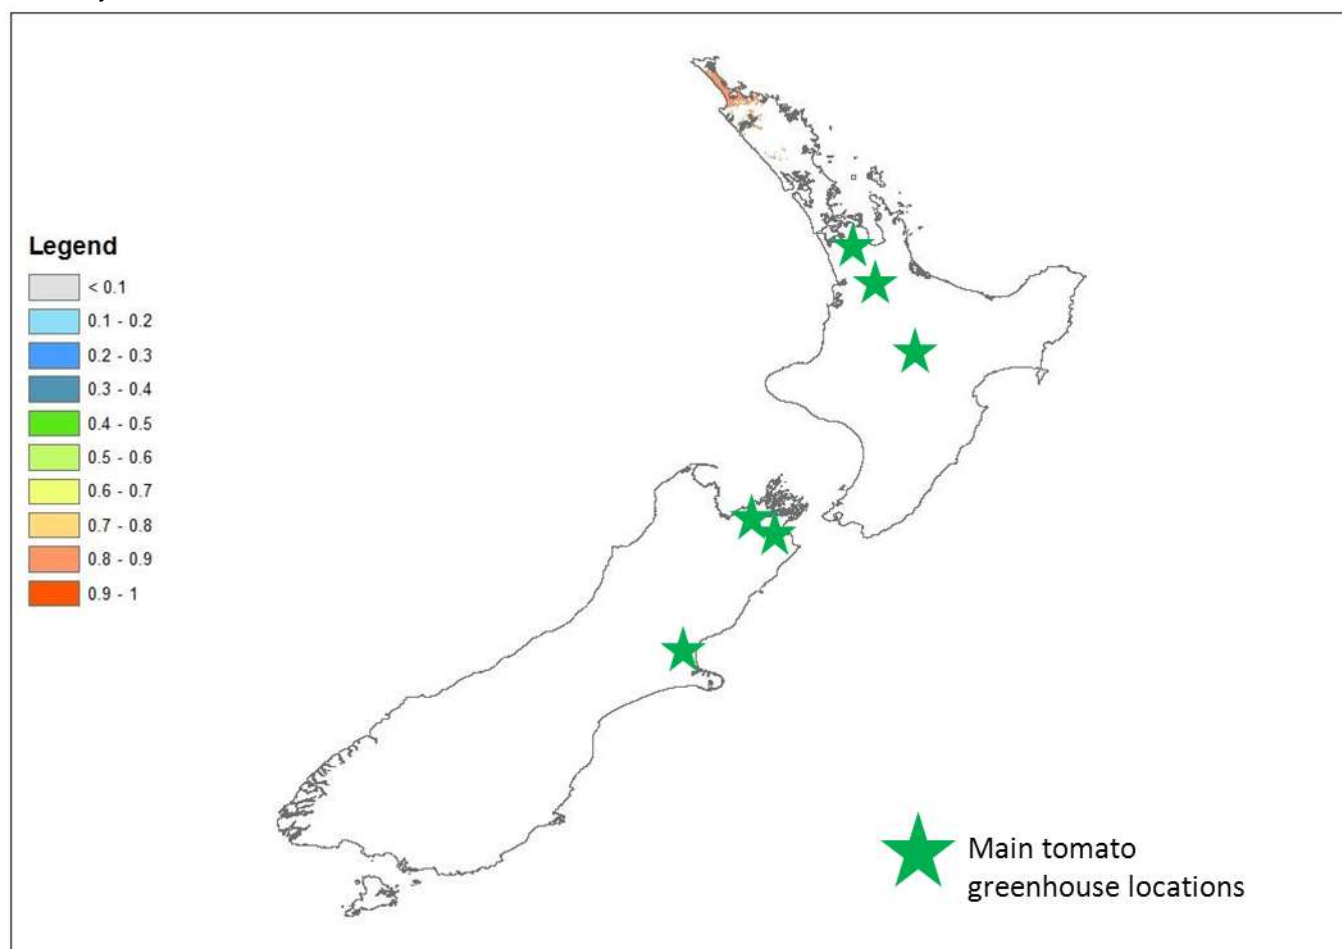 Legend
< 0.1
0.1 - 0.2
0.2 - 0.3
0.3 - 0.4
0.4 - 0.5
0.5 - 0.6
0.6 - 0.7
0.7 - 0.8
0.8 - 0.9
0.9 - 1
Main tomato
greenhouse locations